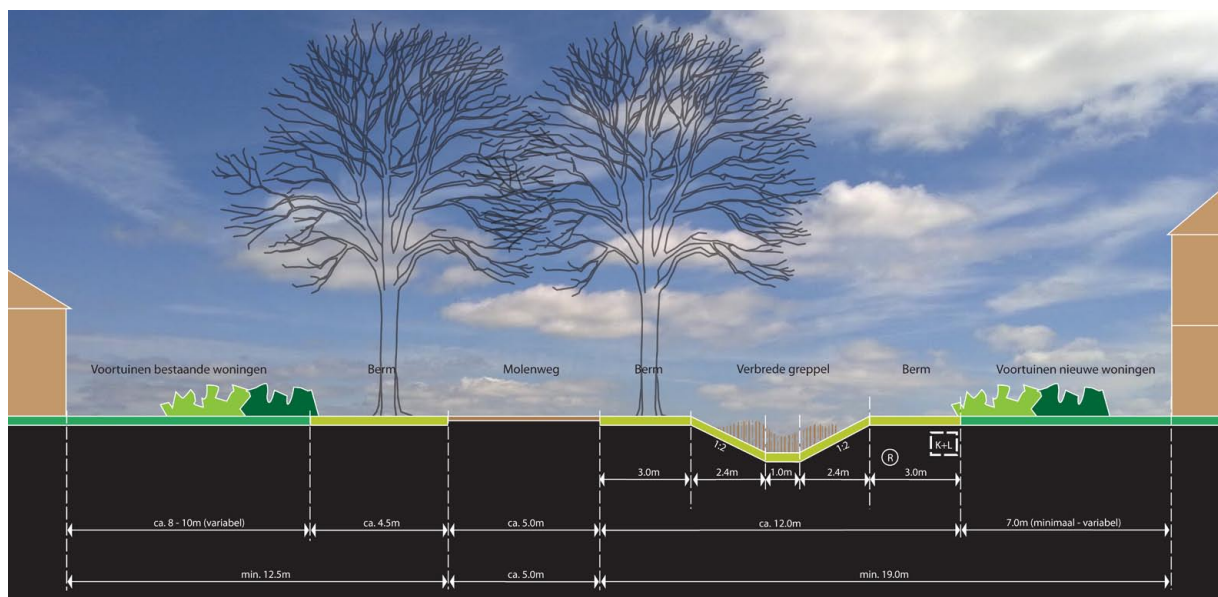 Voortuinen bestaande woningen
Berm
Molenweg
Berm
Verbrede greppel
Berm
Voortuinen nieuwe woningen
1:2
1:2
R
K+L
3.0m
2.4m
1.0m
2.4m
3.0m
ca. 8 - 10m (variabel)
ca. 4.5m
ca. 5.0m
ca. 12.0m
7.0m (minimaal - variabel)
min. 12.5m
ca. 5.0m
min. 19.0m